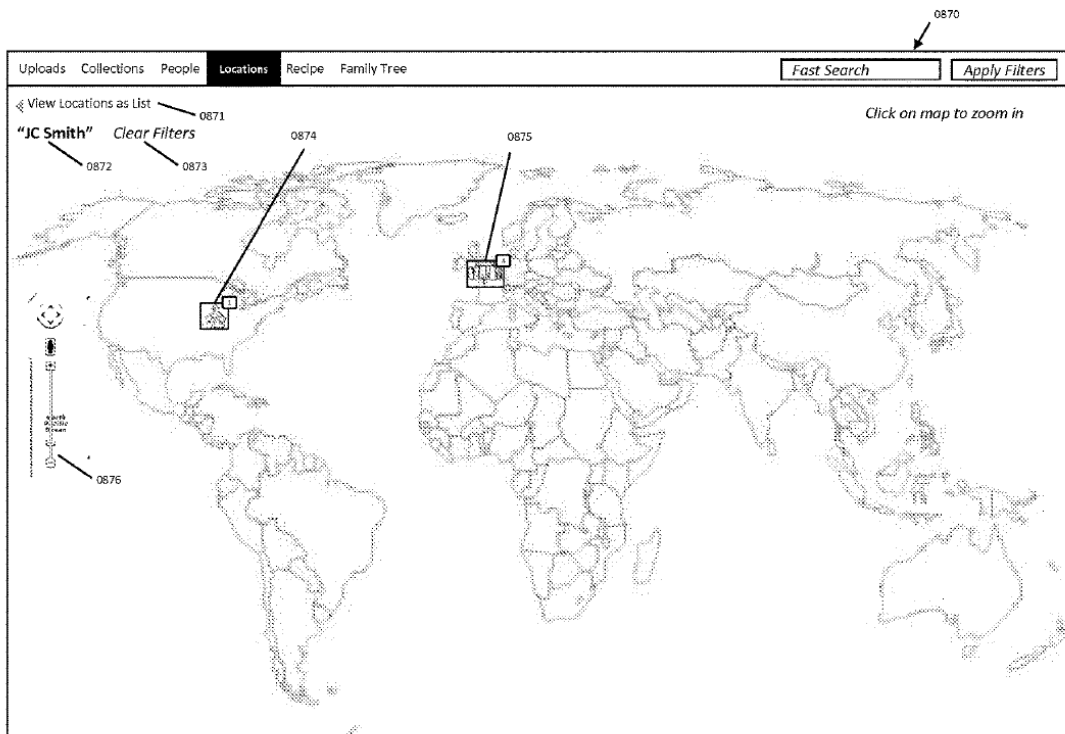 0870
Uploads Collections People Locations Recipe Family Tree Fast Search Apply Filters
View Locations as List
0871
Click on map to zoom in
"JC Smith" Clear Filters
0874
0875
0872
0873
0876